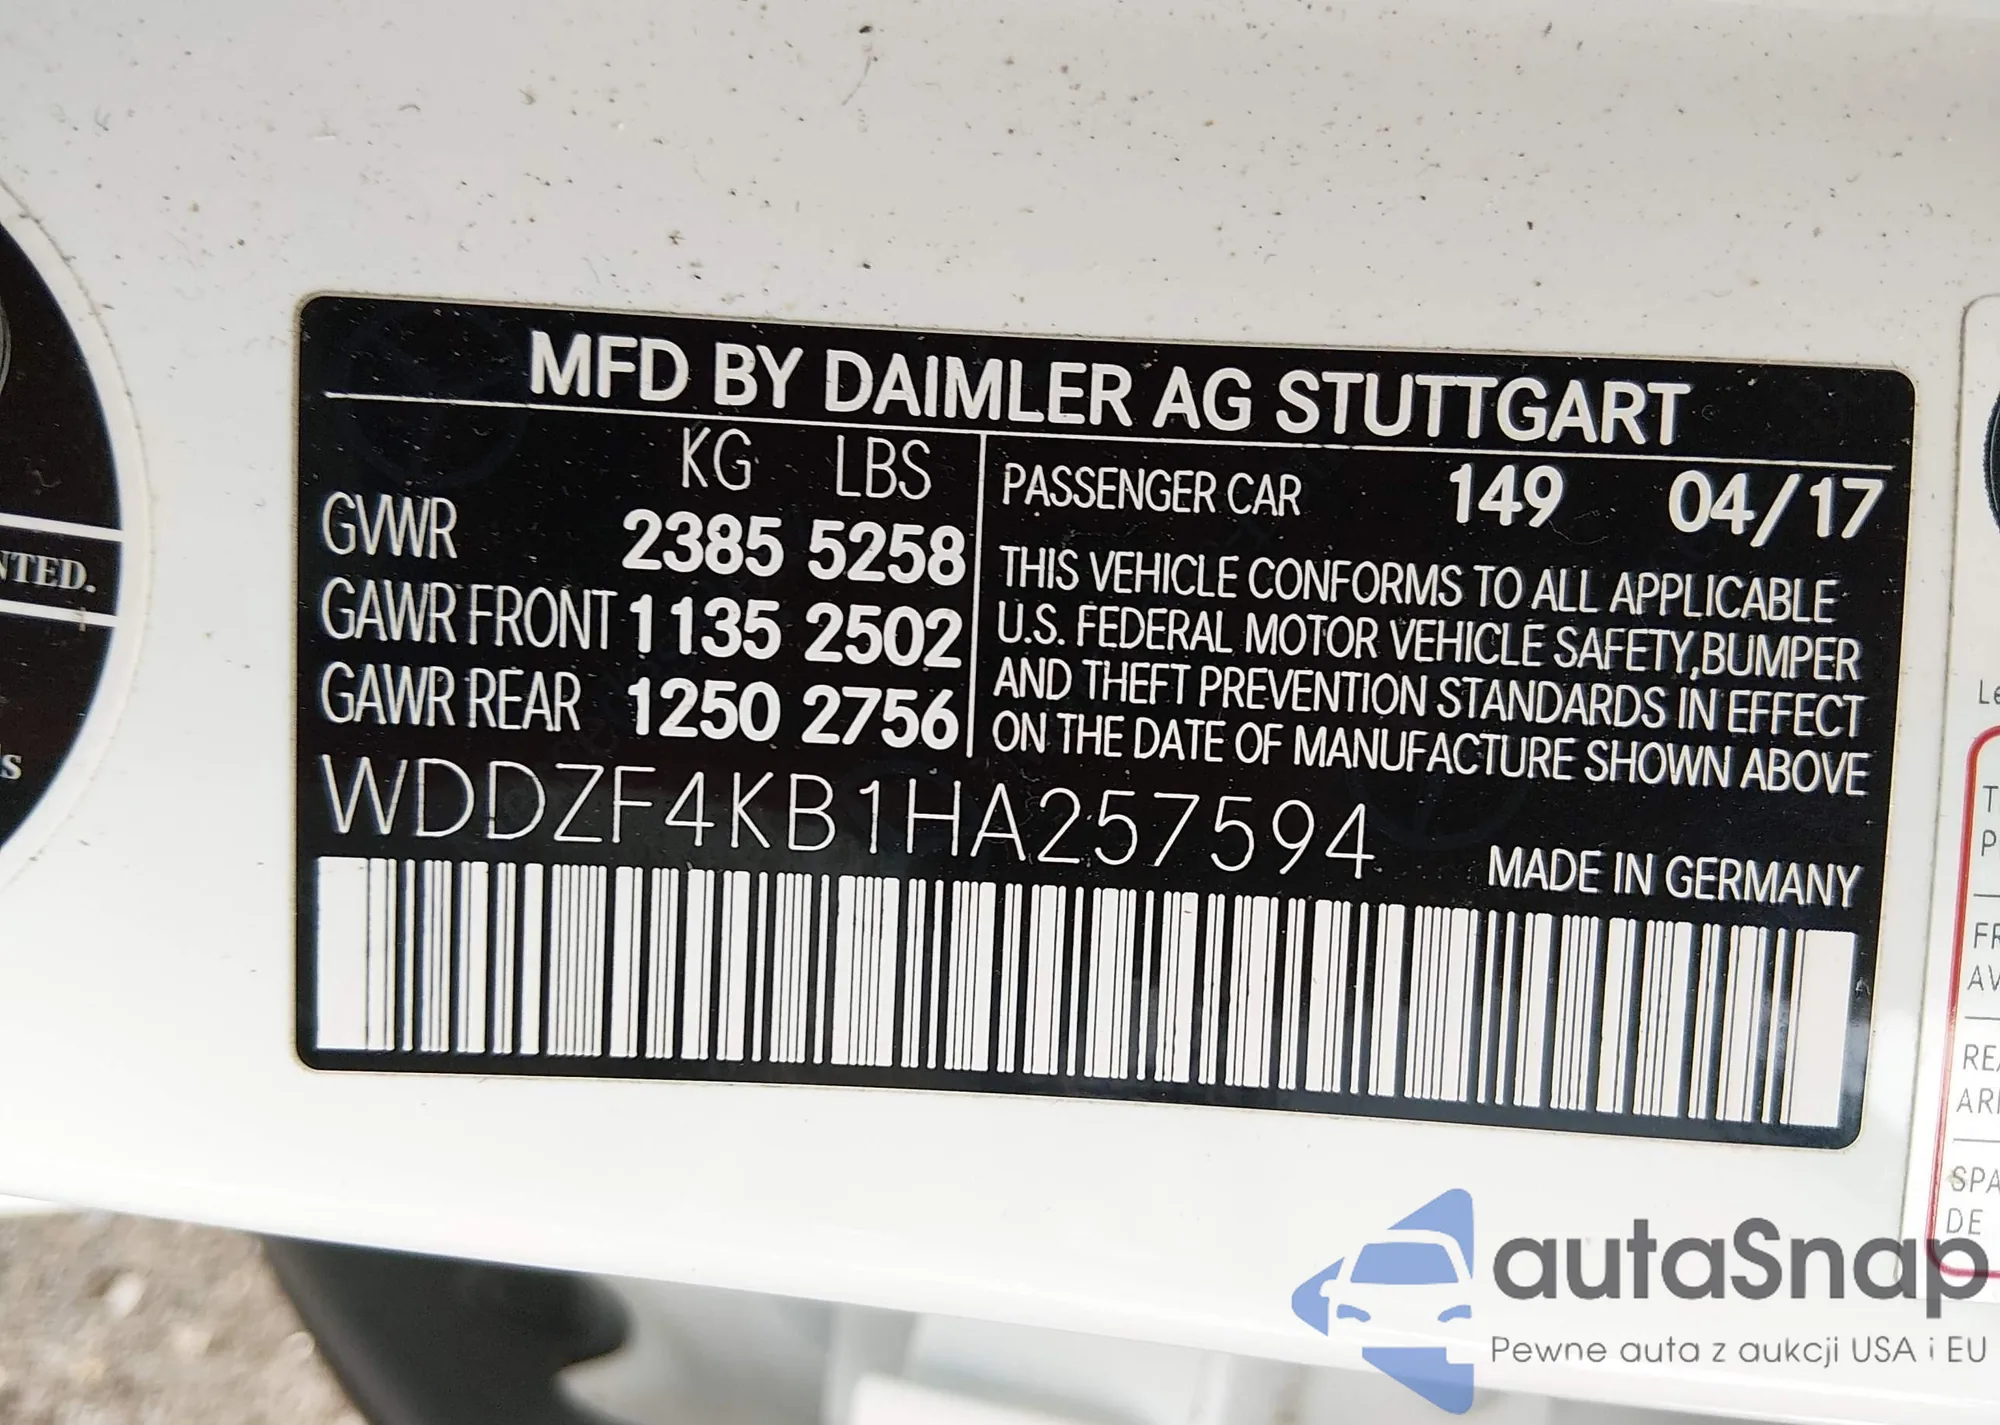 MFD BY DAIMLER AG STUTTGART
KG LBS
GVWR 2385 5258
GAWR FRONT 1135 2502
GAWR REAR 1250 2756
PASSENGER CAR 149 04/17
THIS VEHICLE CONFORMS TO ALL APPLICABLE
U.S. FEDERAL MOTOR VEHICLE SAFETY,BUMPER
AND THEFT PREVENTION STANDARDS IN EFFECT
ON THE DATE OF MANUFACTURE SHOWN ABOVE
WDDZF4KB1HA257594
MADE IN GERMANY
NTED.
autaSnap
Pewne auta z aukcji USA i EU
DE